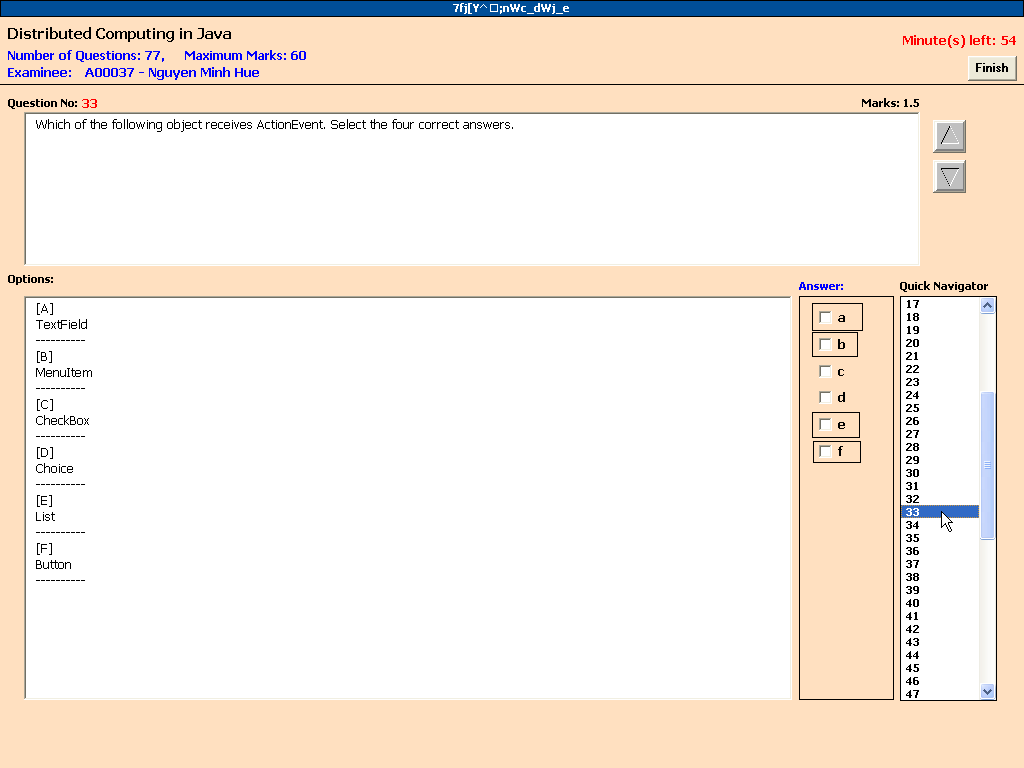 7fj[Y^□;nWc_dWj_e
Distributed Computing in Java
Number of Questions: 77, Maximum Marks: 60
Minute(s) left: 54
Examinee: A00037 - Nguyen Minh Hue
Finish
Question No: 33
Marks: 1.5
Which of the following object receives ActionEvent. Select the four correct answers.
Options:
Answer:
Quick Navigator
[A]
TextField
----------
[B]
MenuItem
----------
[C]
CheckBox
----------
[D]
Choice
----------
[E]
List
----------
[F]
Button
----------
a
b
c
d
e
f
17
18
19
20
21
22
23
24
25
26
27
28
29
30
31
32
33
34
35
36
37
38
39
40
41
42
43
44
45
46
47